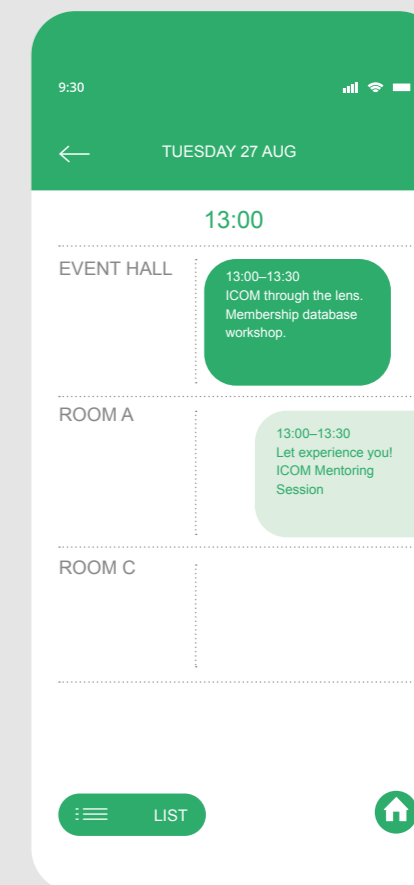 9:30
TUESDAY 27 AUG
13:00
EVENT HALL
13:00–13:30
ICOM through the lens.
Membership database
workshop.
ROOM A
13:00–13:30
Let experience you!
ICOM Mentoring
Session
ROOM C
LIST